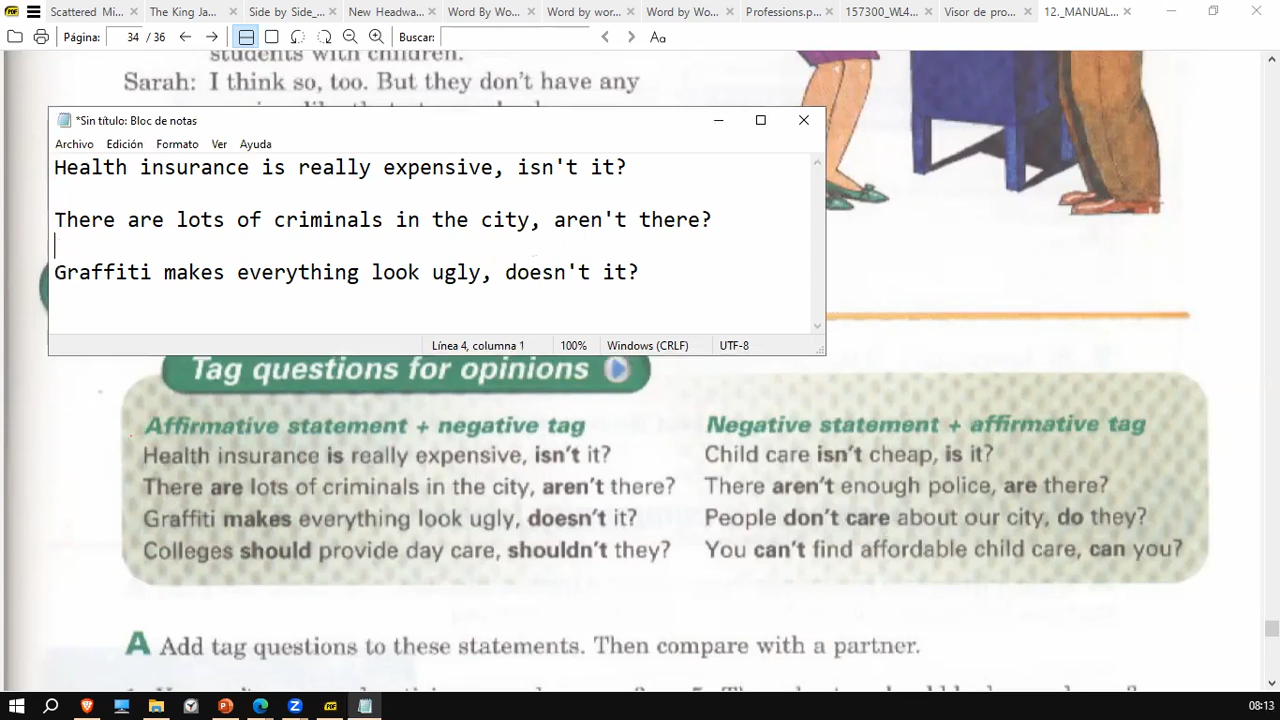 Scattered Mi...
The King Ja...
Side by Side_...
New Headwa...
Word By Wo...
Word by wor...
Word by W...
Professions.p...
157300_WL4...
Visor de pro...
12._MANUAL...
Página: 34 / 36 Buscar: Aa
students with children.
Sarah: I think so, too. But they don't have any
*Sin título: Bloc de notas
Archivo Edición Formato Ver Ayuda
Health insurance is really expensive, isn't it?
There are lots of criminals in the city, aren't there?
Graffiti makes everything look ugly, doesn't it?
Línea 4, columna 1 100% Windows (CRLF) UTF-8
Tag questions for opinions
Affirmative statement + negative tag
Health insurance is really expensive, isn't it?
There are lots of criminals in the city, aren't there?
Graffiti makes everything look ugly, doesn't it?
Colleges should provide day care, shouldn't they?
Negative statement + affirmative tag
Child care isn't cheap, is it?
There aren't enough police, are there?
People don't care about our city, do they?
You can't find affordable child care, can you?
A Add tag questions to these statements. Then compare with a partner.
08:13